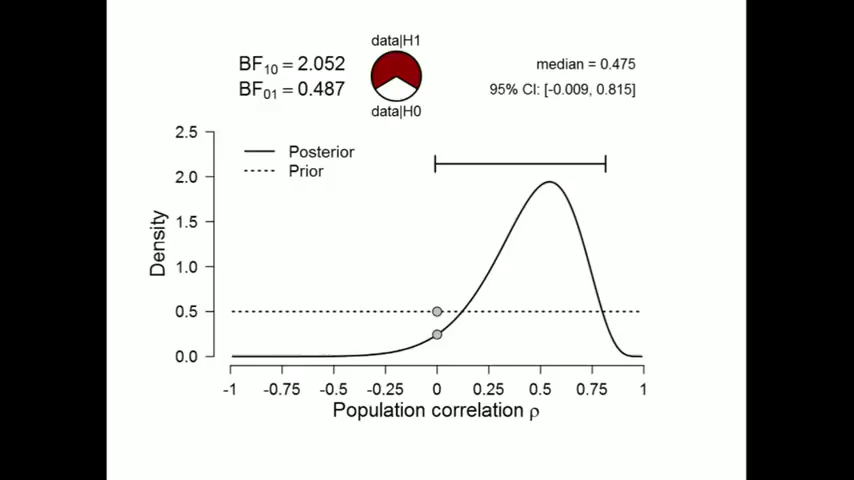 data|H1
BF10 = 2.052
BF01 = 0.487
median = 0.475
95% CI: [-0.009, 0.815]
data|H0
Posterior
Prior
2.5
2.0
1.5
1.0
0.5
0.0
Density
-1 -0.75 -0.5 -0.25 0 0.25 0.5 0.75 1
Population correlation ρ